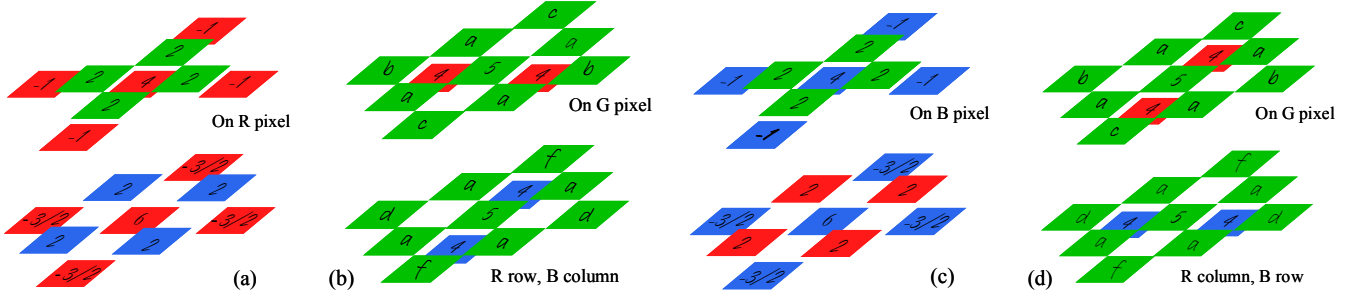 -1
2
-1 2 4 2 -1
2
On R pixel
-1
-3/2
2 2
-3/2 6 -3/2
2 2
-3/2
(a)
c
a a
b 4 5 4 b
a a
On G pixel
c
f
a 4 a
d 5 d
a 4 a
f
(b)
R row, B column
-1
2
-1 2 4 2 -1
2
On B pixel
-1
-3/2
2 2
-3/2 6 -3/2
2 2
-3/2
(c)
c
a 4 a
b 5 b
a 4 a
On G pixel
c
f
a a
d 4 5 4 d
a a
f
(d)
R column, B row